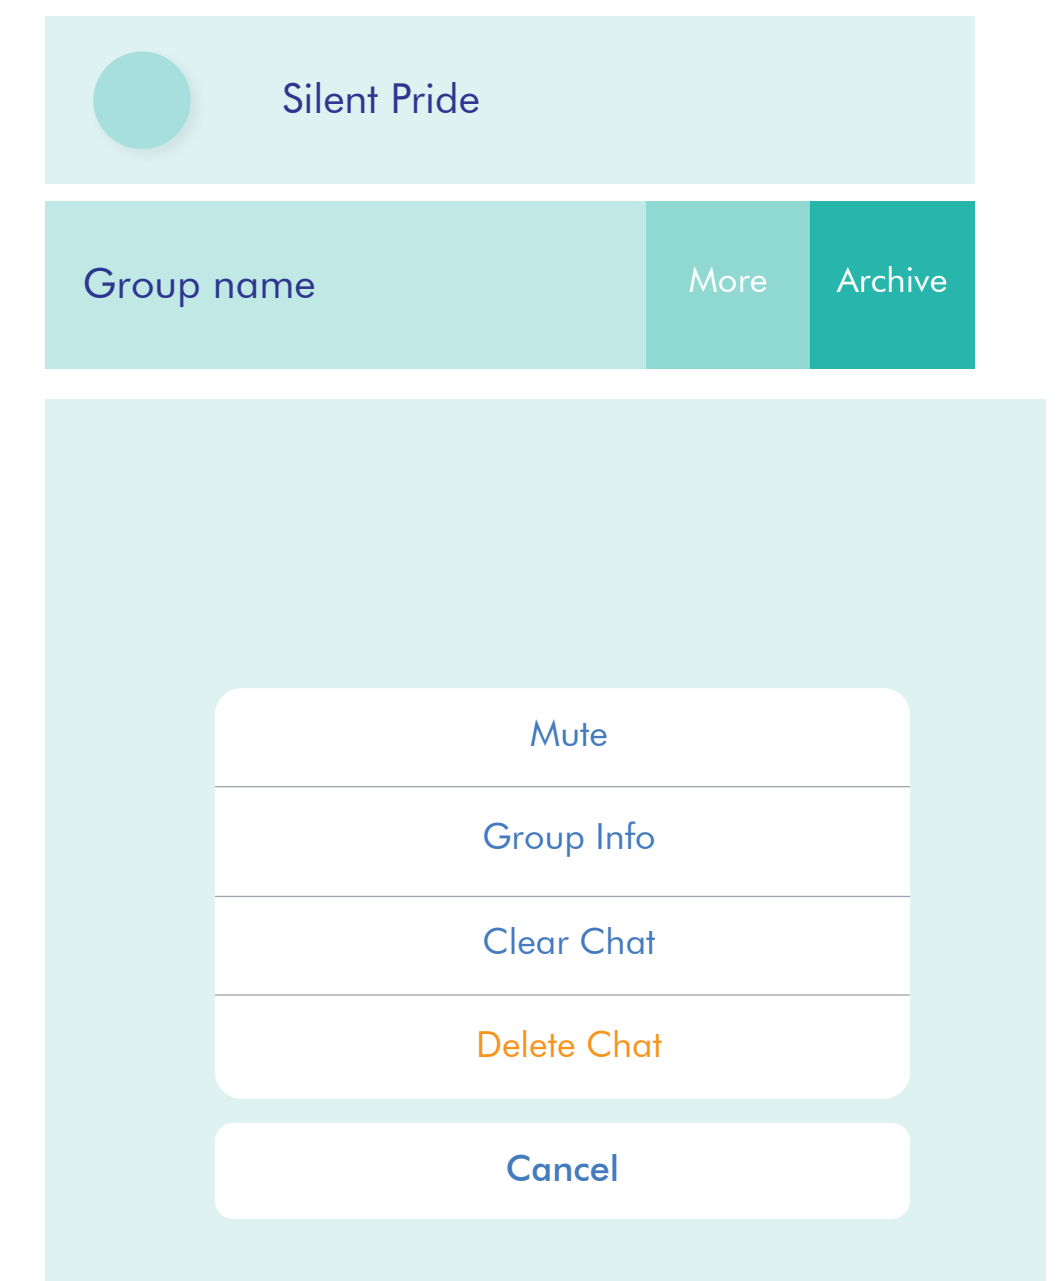 Silent Pride
Group name
More
Archive
Mute
Group Info
Clear Chat
Delete Chat
Cancel